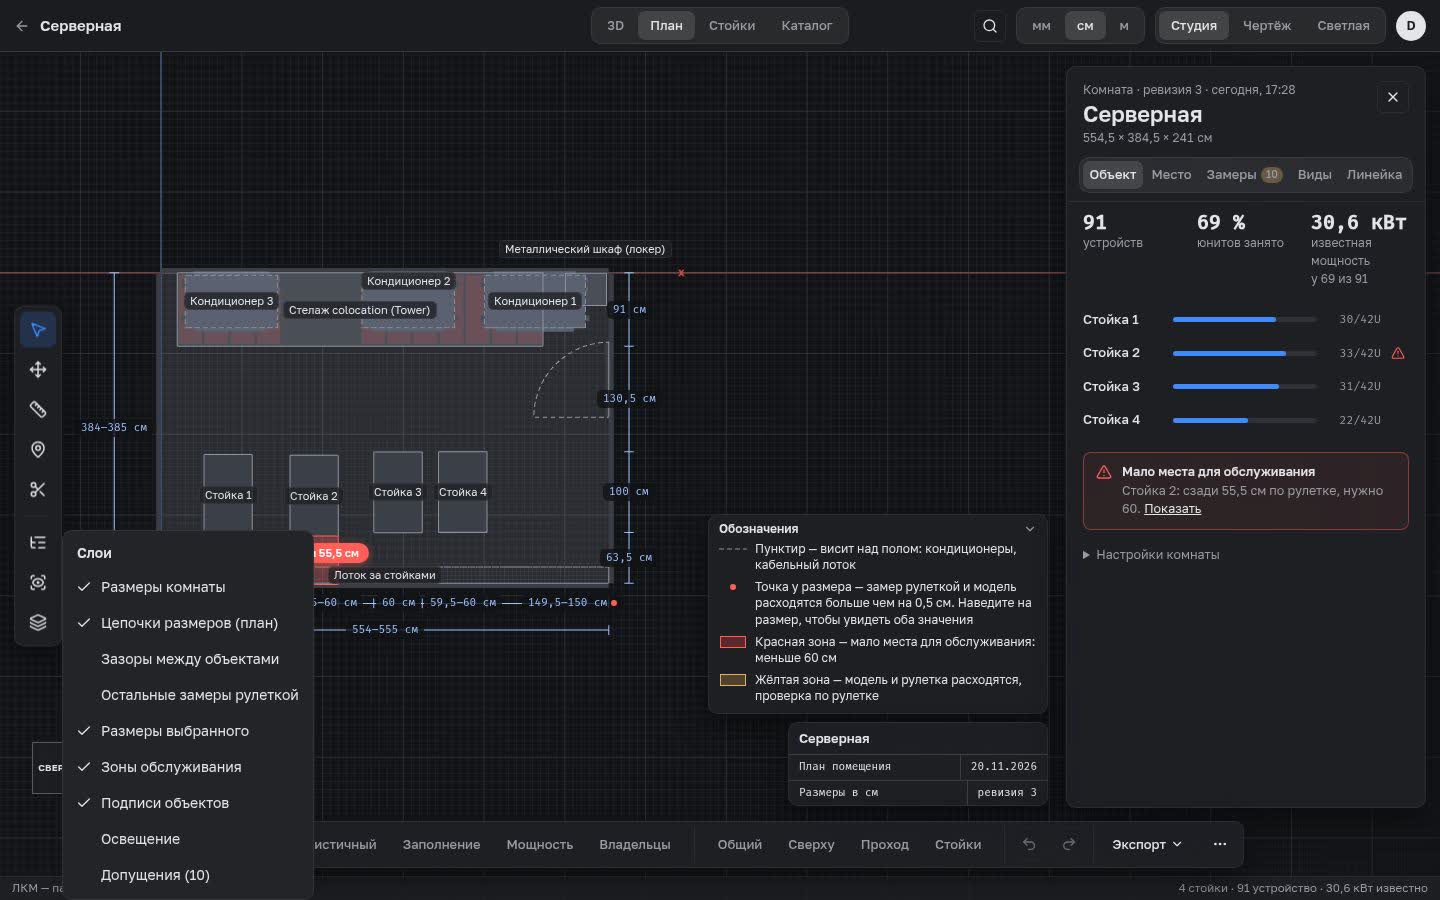 Серверная
3D План Стойки Каталог
мм см м
Студия Чертёж Светлая
D
Комната · ревизия 3 · сегодня, 17:28
Серверная
554,5 × 384,5 × 241 см
Объект Место Замеры 10 Виды Линейка
91 69 % 30,6 кВт
устройств юнитов занято известная
мощность
у 69 из 91
Стойка 1 30/42U
Стойка 2 33/42U
Стойка 3 31/42U
Стойка 4 22/42U
Мало места для обслуживания
Стойка 2: сзади 55,5 см по рулетке, нужно
60. Показать
Настройки комнаты
Металлический шкаф (локер)
x
Кондиционер 2
Кондиционер 3
Кондиционер 1
Стелаж colocation (Tower)
91 см
130,5 см
384–385 см
100 см
Стойка 1 Стойка 2 Стойка 3 Стойка 4
55,5 см
63,5 см
Лоток за стойками
60 см 60 см 59,5–60 см 149,5–150 см
554–555 см
Слои
Размеры комнаты
Цепочки размеров (план)
Зазоры между объектами
Остальные замеры рулеткой
Размеры выбранного
Зоны обслуживания
Подписи объектов
Освещение
Допущения (10)
Обозначения
Пунктир — висит над полом: кондиционеры,
кабельный лоток
Точка у размера — замер рулеткой и модель
расходятся больше чем на 0,5 см. Наведите на
размер, чтобы увидеть оба значения
Красная зона — мало места для обслуживания:
меньше 60 см
Жёлтая зона — модель и рулетка расходятся,
проверка по рулетке
Серверная
План помещения 20.11.2026
Размеры в см ревизия 3
Заполнение Мощность Владельцы Общий Сверху Проход Стойки Экспорт
ЛКМ —
4 стойки · 91 устройство · 30,6 кВт известно